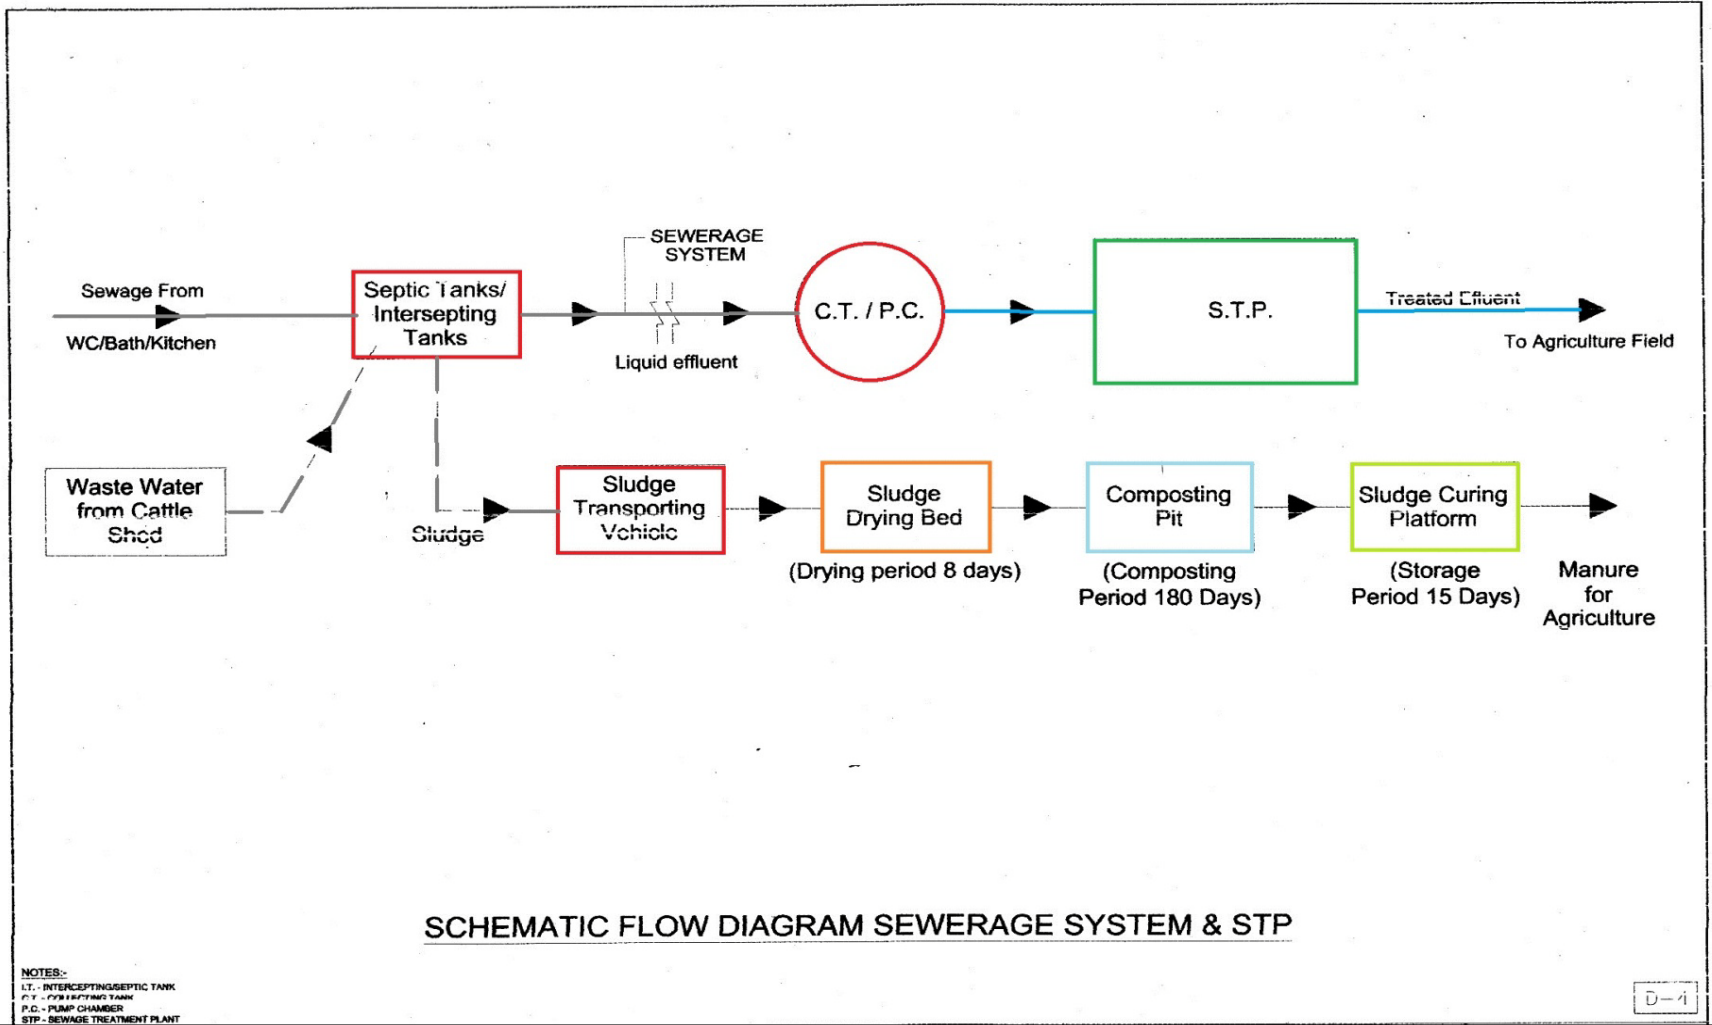 SEWERAGE
SYSTEM
Sewage From
WC/Bath/Kitchen
Septic Tanks/
Intersepting
Tanks
Liquid effluent
C.T. / P.C.
S.T.P.
Treated Effluent
To Agriculture Field
Waste Water
from Cattle
Shed
Sludge
Sludge
Transporting
Vehicle
Sludge
Drying Bed
(Drying period 8 days)
Composting
Pit
(Composting
Period 180 Days)
Sludge Curing
Platform
(Storage
Period 15 Days)
Manure
for
Agriculture
SCHEMATIC FLOW DIAGRAM SEWERAGE SYSTEM & STP
NOTES:-
I.T. - INTERCEPTING/SEPTIC TANK
C.T. - COLLECTING TANK
P.C. - PUMP CHAMBER
STP - SEWAGE TREATMENT PLANT
D-4